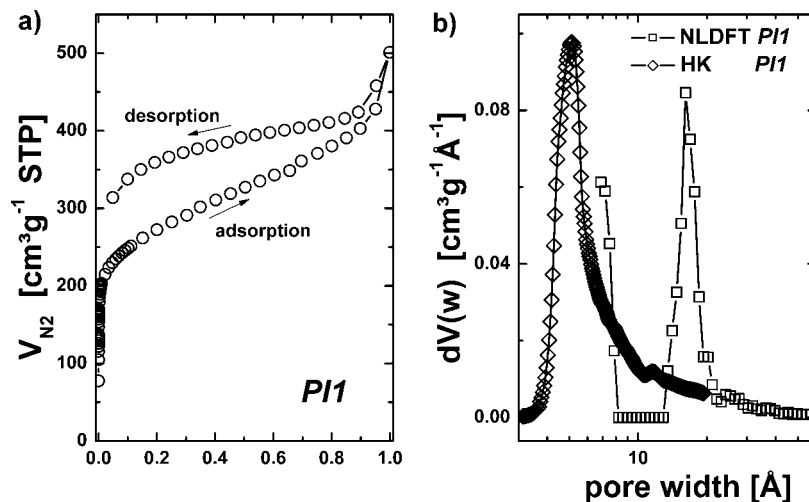 a)
500
400
300
200
100
0
V_N2 [cm³g⁻¹ STP]
desorption
adsorption
PI1
0.0 0.2 0.4 0.6 0.8 1.0
b)
NLDFT PI1
HK PI1
0.08
0.04
0.00
dV(w) [cm³g⁻¹Å⁻¹]
10
pore width [Å]